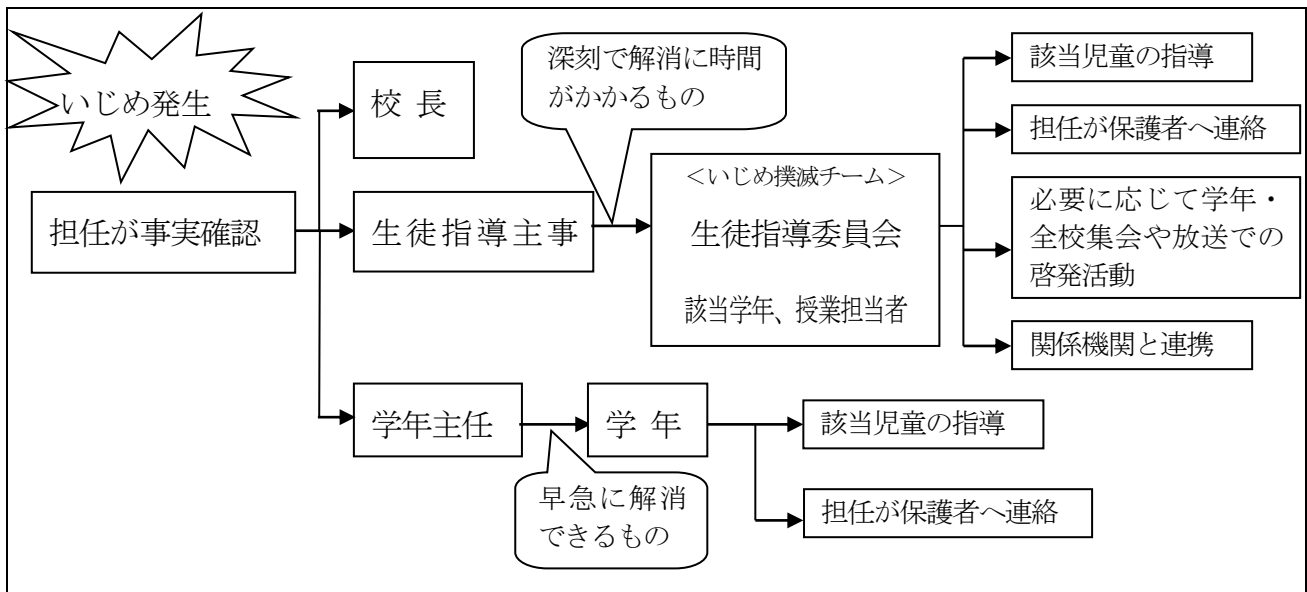 いじめ発生
担任が事実確認
校 長
生徒指導主事
深刻で解消に時間
がかかるもの
<いじめ撲滅チーム>
生徒指導委員会
該当学年、授業担当者
該当児童の指導
担任が保護者へ連絡
必要に応じて学年・
全校集会や放送での
啓発活動
関係機関と連携
学年主任
早急に解消
できるもの
学 年
該当児童の指導
担任が保護者へ連絡